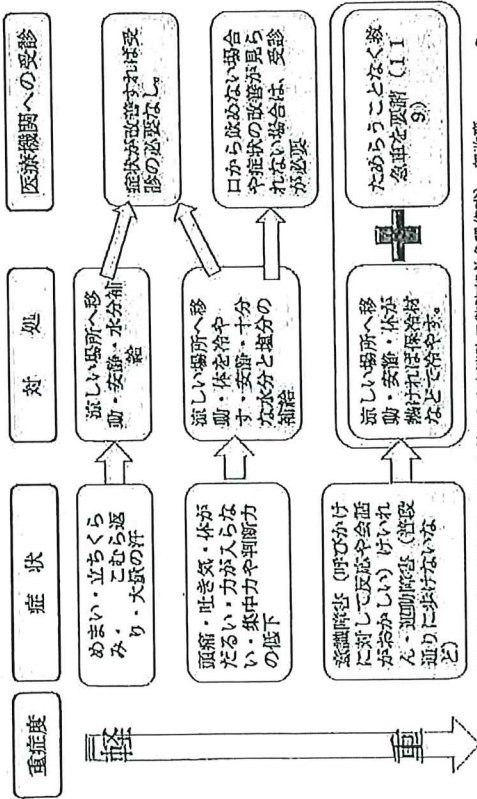 重症度
症 状
対 処
医療機関への受診
軽
重
めまい・立ちくら
み・ こむら返
り・大量の汗
涼しい場所へ移
動・安静・水分補
給
症状が改善すれば受
診の必要なし。
頭痛・吐き気・体が
だるい・力が入らな
い・集中力や判断力
の低下
涼しい場所へ移
動・体を冷や
す・安静・十分
な水分と塩分の
補給
口から飲めない場合
や症状の改善が見ら
れない場合は、受診
が必要
意識障害(呼びかけ
に対して反応や会話
がおかしい)けいれ
ん・運動障害(普段
通りに歩けないな
ど)
涼しい場所へ移
動・安静・体が
熱ければ保冷材
などで冷やす。
ためらうことなく救
急車を要請(11
9)